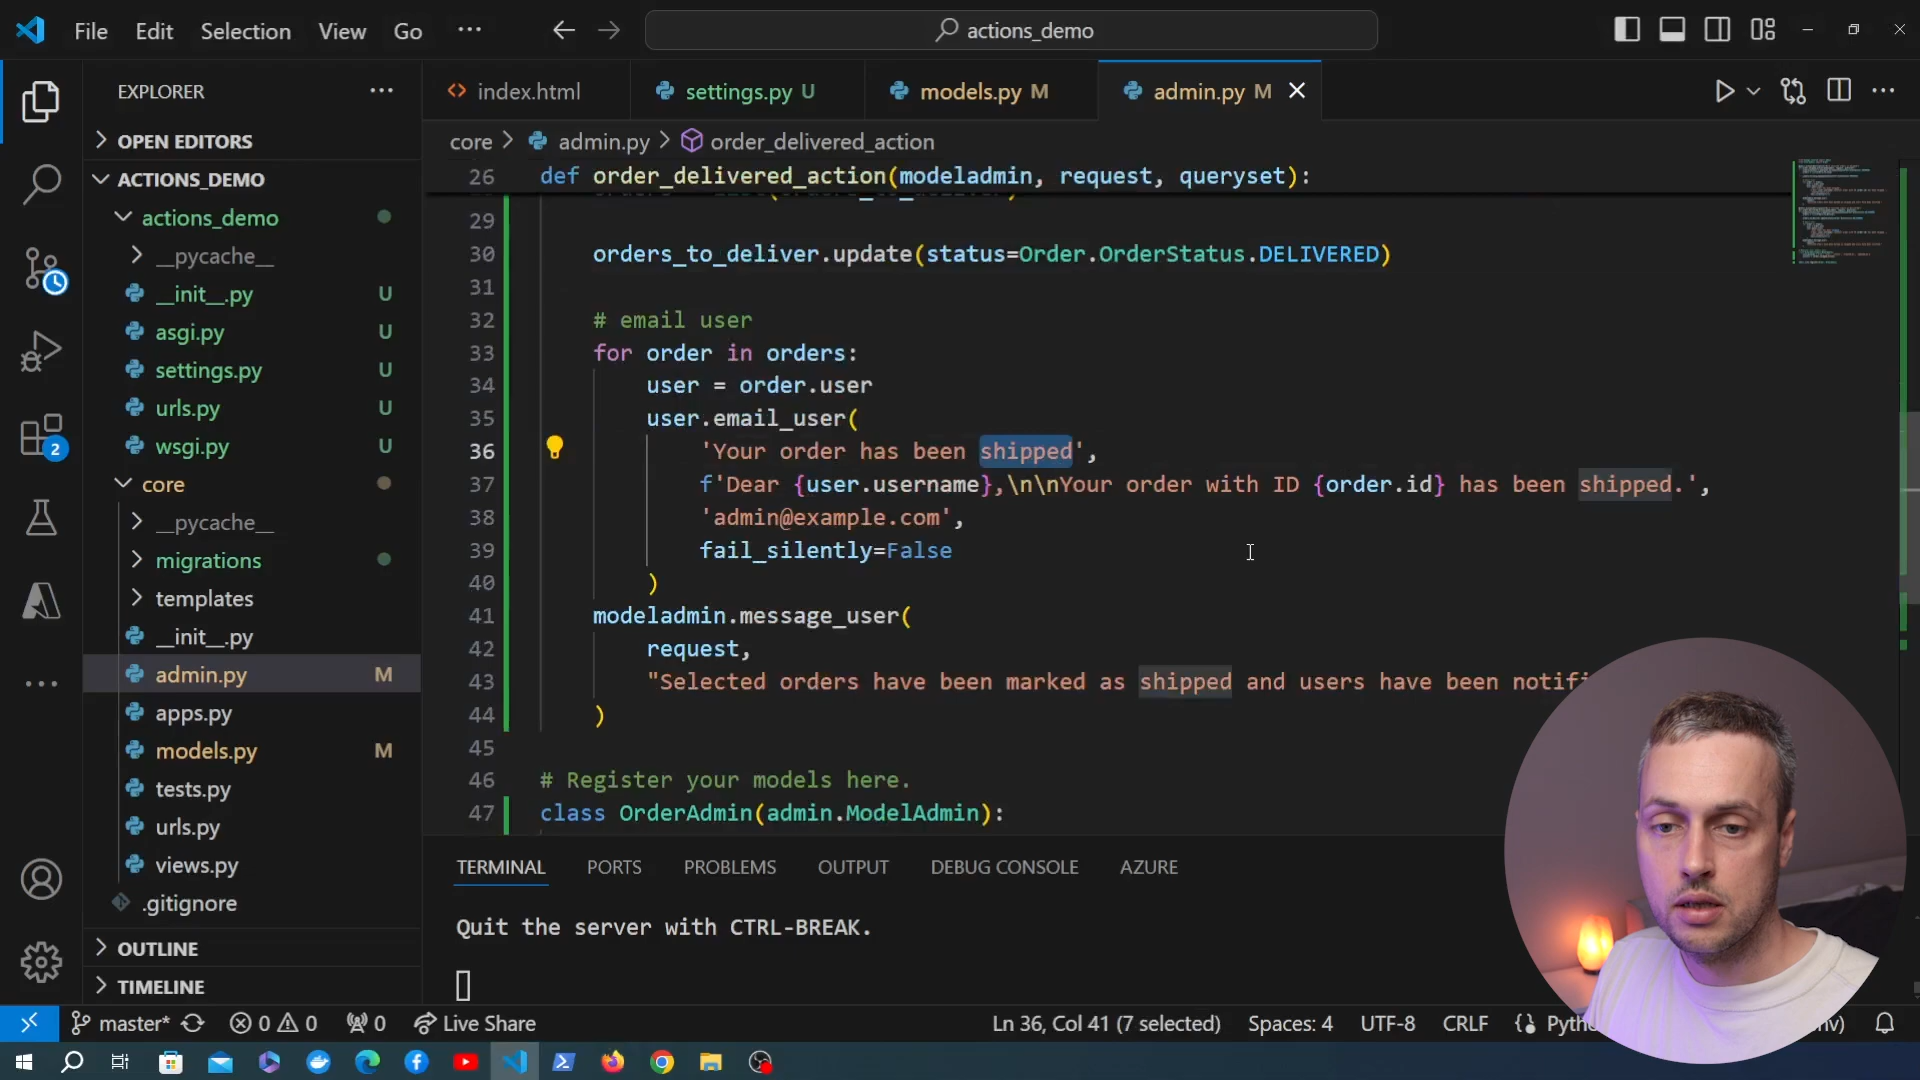 File Edit Selection View Go ··· actions_demo
EXPLORER
OPEN EDITORS
ACTIONS_DEMO
actions_demo
__pycache__
__init__.py U
asgi.py U
settings.py U
urls.py U
wsgi.py U
core
__pycache__
migrations
templates
__init__.py
admin.py M
apps.py
models.py M
tests.py
urls.py
views.py
.gitignore
OUTLINE
TIMELINE
2
index.html settings.py U models.py M admin.py M
core > admin.py > order_delivered_action
26 def order_delivered_action(modeladmin, request, queryset):
29
30 orders_to_deliver.update(status=Order.OrderStatus.DELIVERED)
31
32 # email user
33 for order in orders:
34 user = order.user
35 user.email_user(
36 'Your order has been shipped',
37 f'Dear {user.username},\n\nYour order with ID {order.id} has been shipped.',
38 'admin@example.com',
39 fail_silently=False
40 )
41 modeladmin.message_user(
42 request,
43 "Selected orders have been marked as shipped and users have been notifi
44 )
45
46 # Register your models here.
47 class OrderAdmin(admin.ModelAdmin):
TERMINAL PORTS PROBLEMS OUTPUT DEBUG CONSOLE AZURE
Quit the server with CTRL-BREAK.
master* 0 0 0 Live Share Ln 36, Col 41 (7 selected) Spaces: 4 UTF-8 CRLF